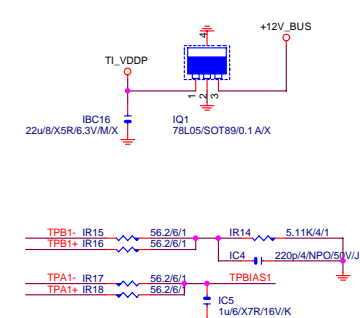 +12V_BUS
4
TI_VDDP
1
2
3
IBC16
22u/8/X5R/6.3V/M/X
IQ1
78L05/SOT89/0.1 A/X
TPB1- IR15 56.2/6/1 IR14 5.11K/4/1
TPB1+ IR16 56.2/6/1
IC4 220p/4/NPO/50V/J
TPA1- IR17 56.2/6/1 TPBIAS1
TPA1+ IR18 56.2/6/1
IC5
1u/6/X7R/16V/K